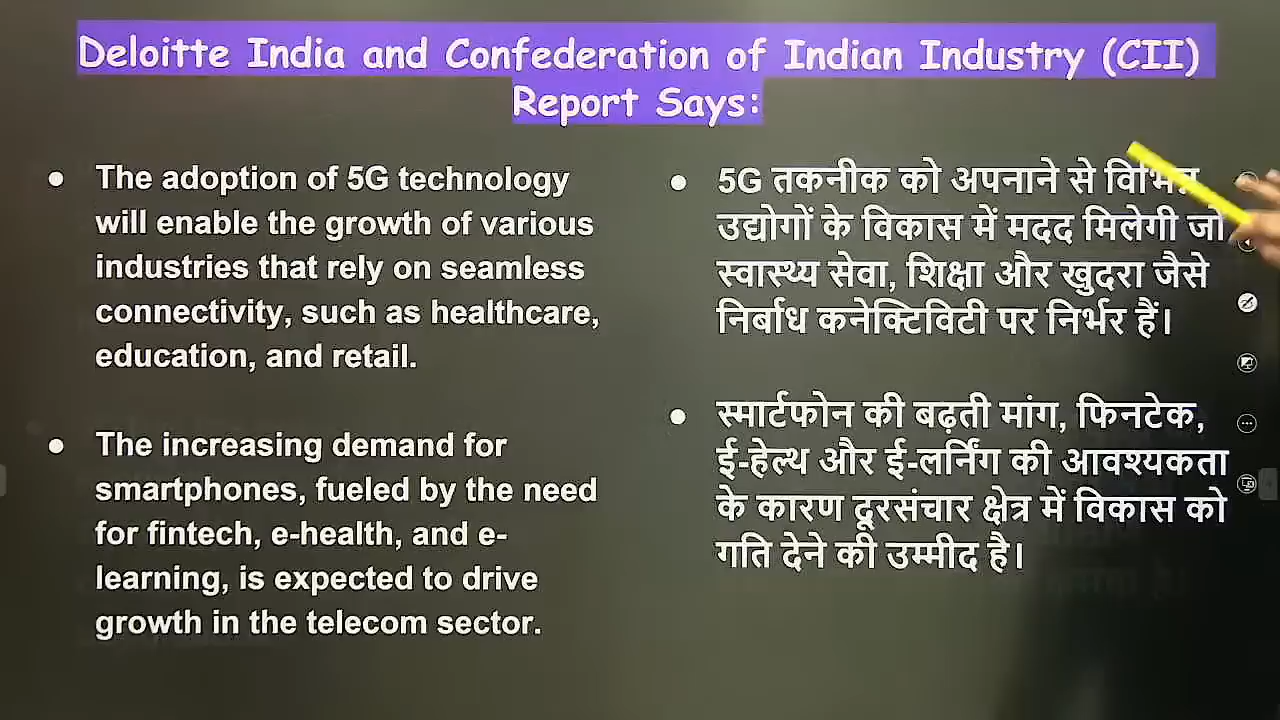 Deloitte India and Confederation of Indian Industry (CII)
Report Says:
● The adoption of 5G technology
will enable the growth of various
industries that rely on seamless
connectivity, such as healthcare,
education, and retail.
● The increasing demand for
smartphones, fueled by the need
for fintech, e-health, and e-
learning, is expected to drive
growth in the telecom sector.
● 5G तकनीक को अपनाने से विभिन्न
उद्योगों के विकास में मदद मिलेगी जो
स्वास्थ्य सेवा, शिक्षा और खुदरा जैसे
निर्बाध कनेक्टिविटी पर निर्भर हैं।
● स्मार्टफोन की बढ़ती मांग, फिनटेक,
ई-हेल्थ और ई-लर्निंग की आवश्यकता
के कारण दूरसंचार क्षेत्र में विकास को
गति देने की उम्मीद है।